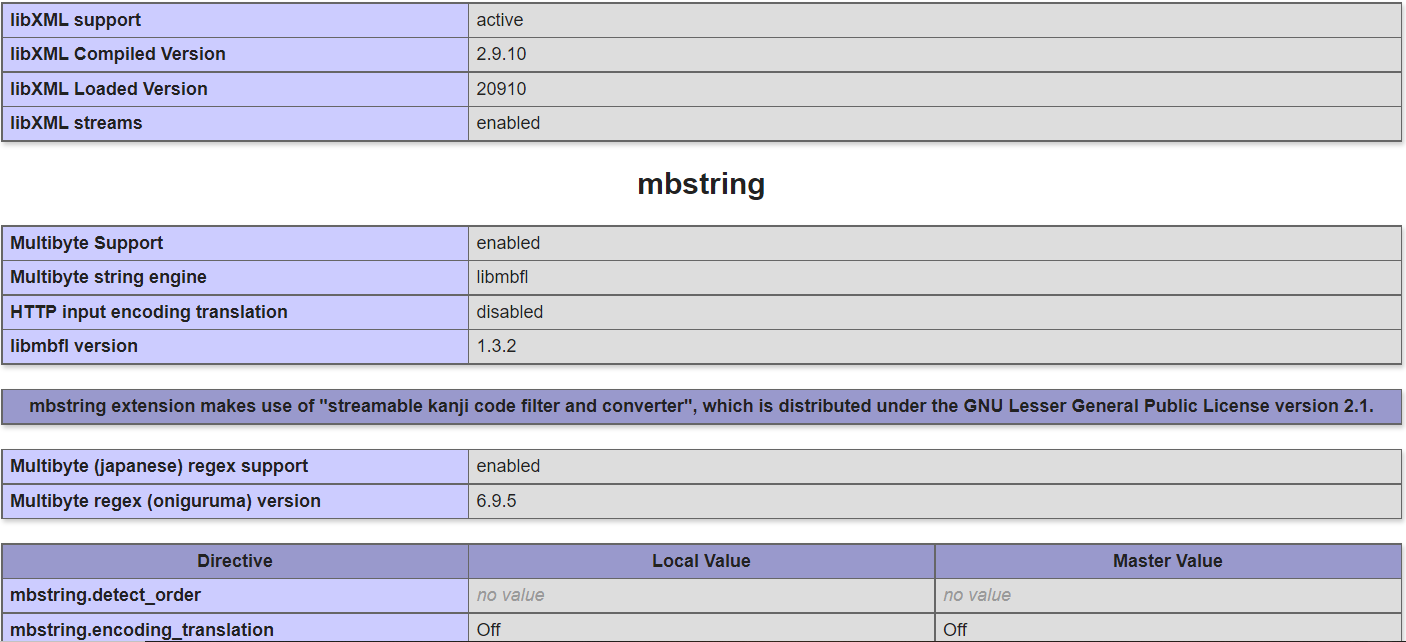 libXML support active
libXML Compiled Version 2.9.10
libXML Loaded Version 20910
libXML streams enabled
mbstring
Multibyte Support enabled
Multibyte string engine libmbfl
HTTP input encoding translation disabled
libmbfl version 1.3.2
mbstring extension makes use of "streamable kanji code filter and converter", which is distributed under the GNU Lesser General Public License version 2.1.
Multibyte (japanese) regex support enabled
Multibyte regex (oniguruma) version 6.9.5
Directive Local Value Master Value
mbstring.detect_order no value no value
mbstring.encoding_translation Off Off